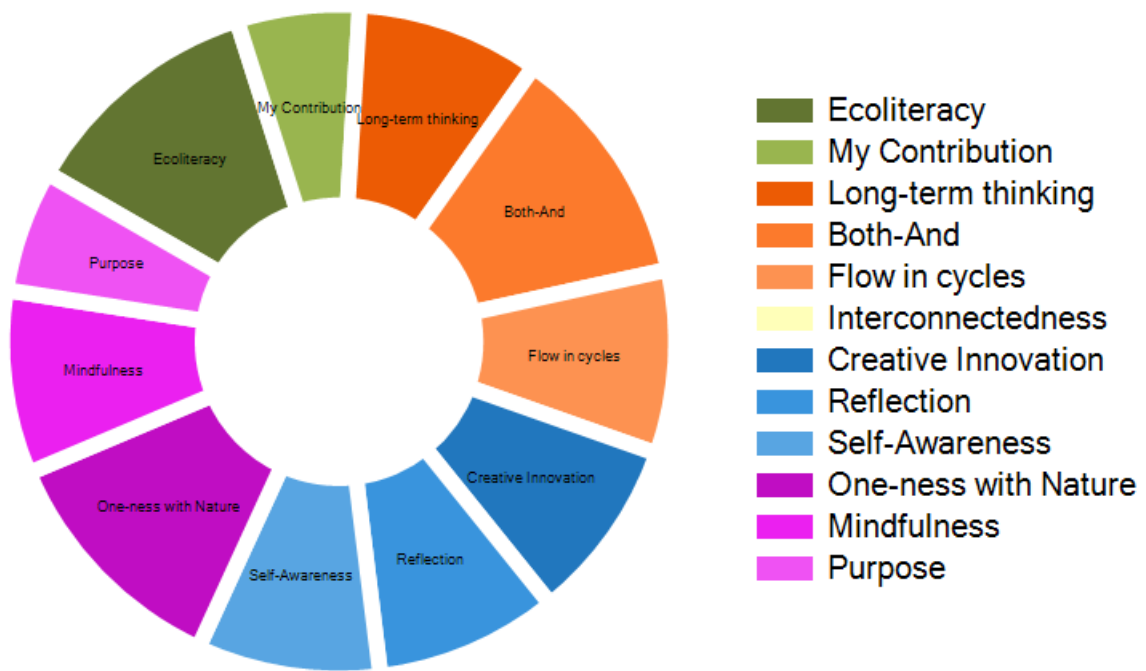 My Contribution
Long-term thinking
Ecoliteracy
Both-And
Purpose
Flow in cycles
Mindfulness
Creative Innovation
One-ness with Nature
Reflection
Self-Awareness
Ecoliteracy
My Contribution
Long-term thinking
Both-And
Flow in cycles
Interconnectedness
Creative Innovation
Reflection
Self-Awareness
One-ness with Nature
Mindfulness
Purpose